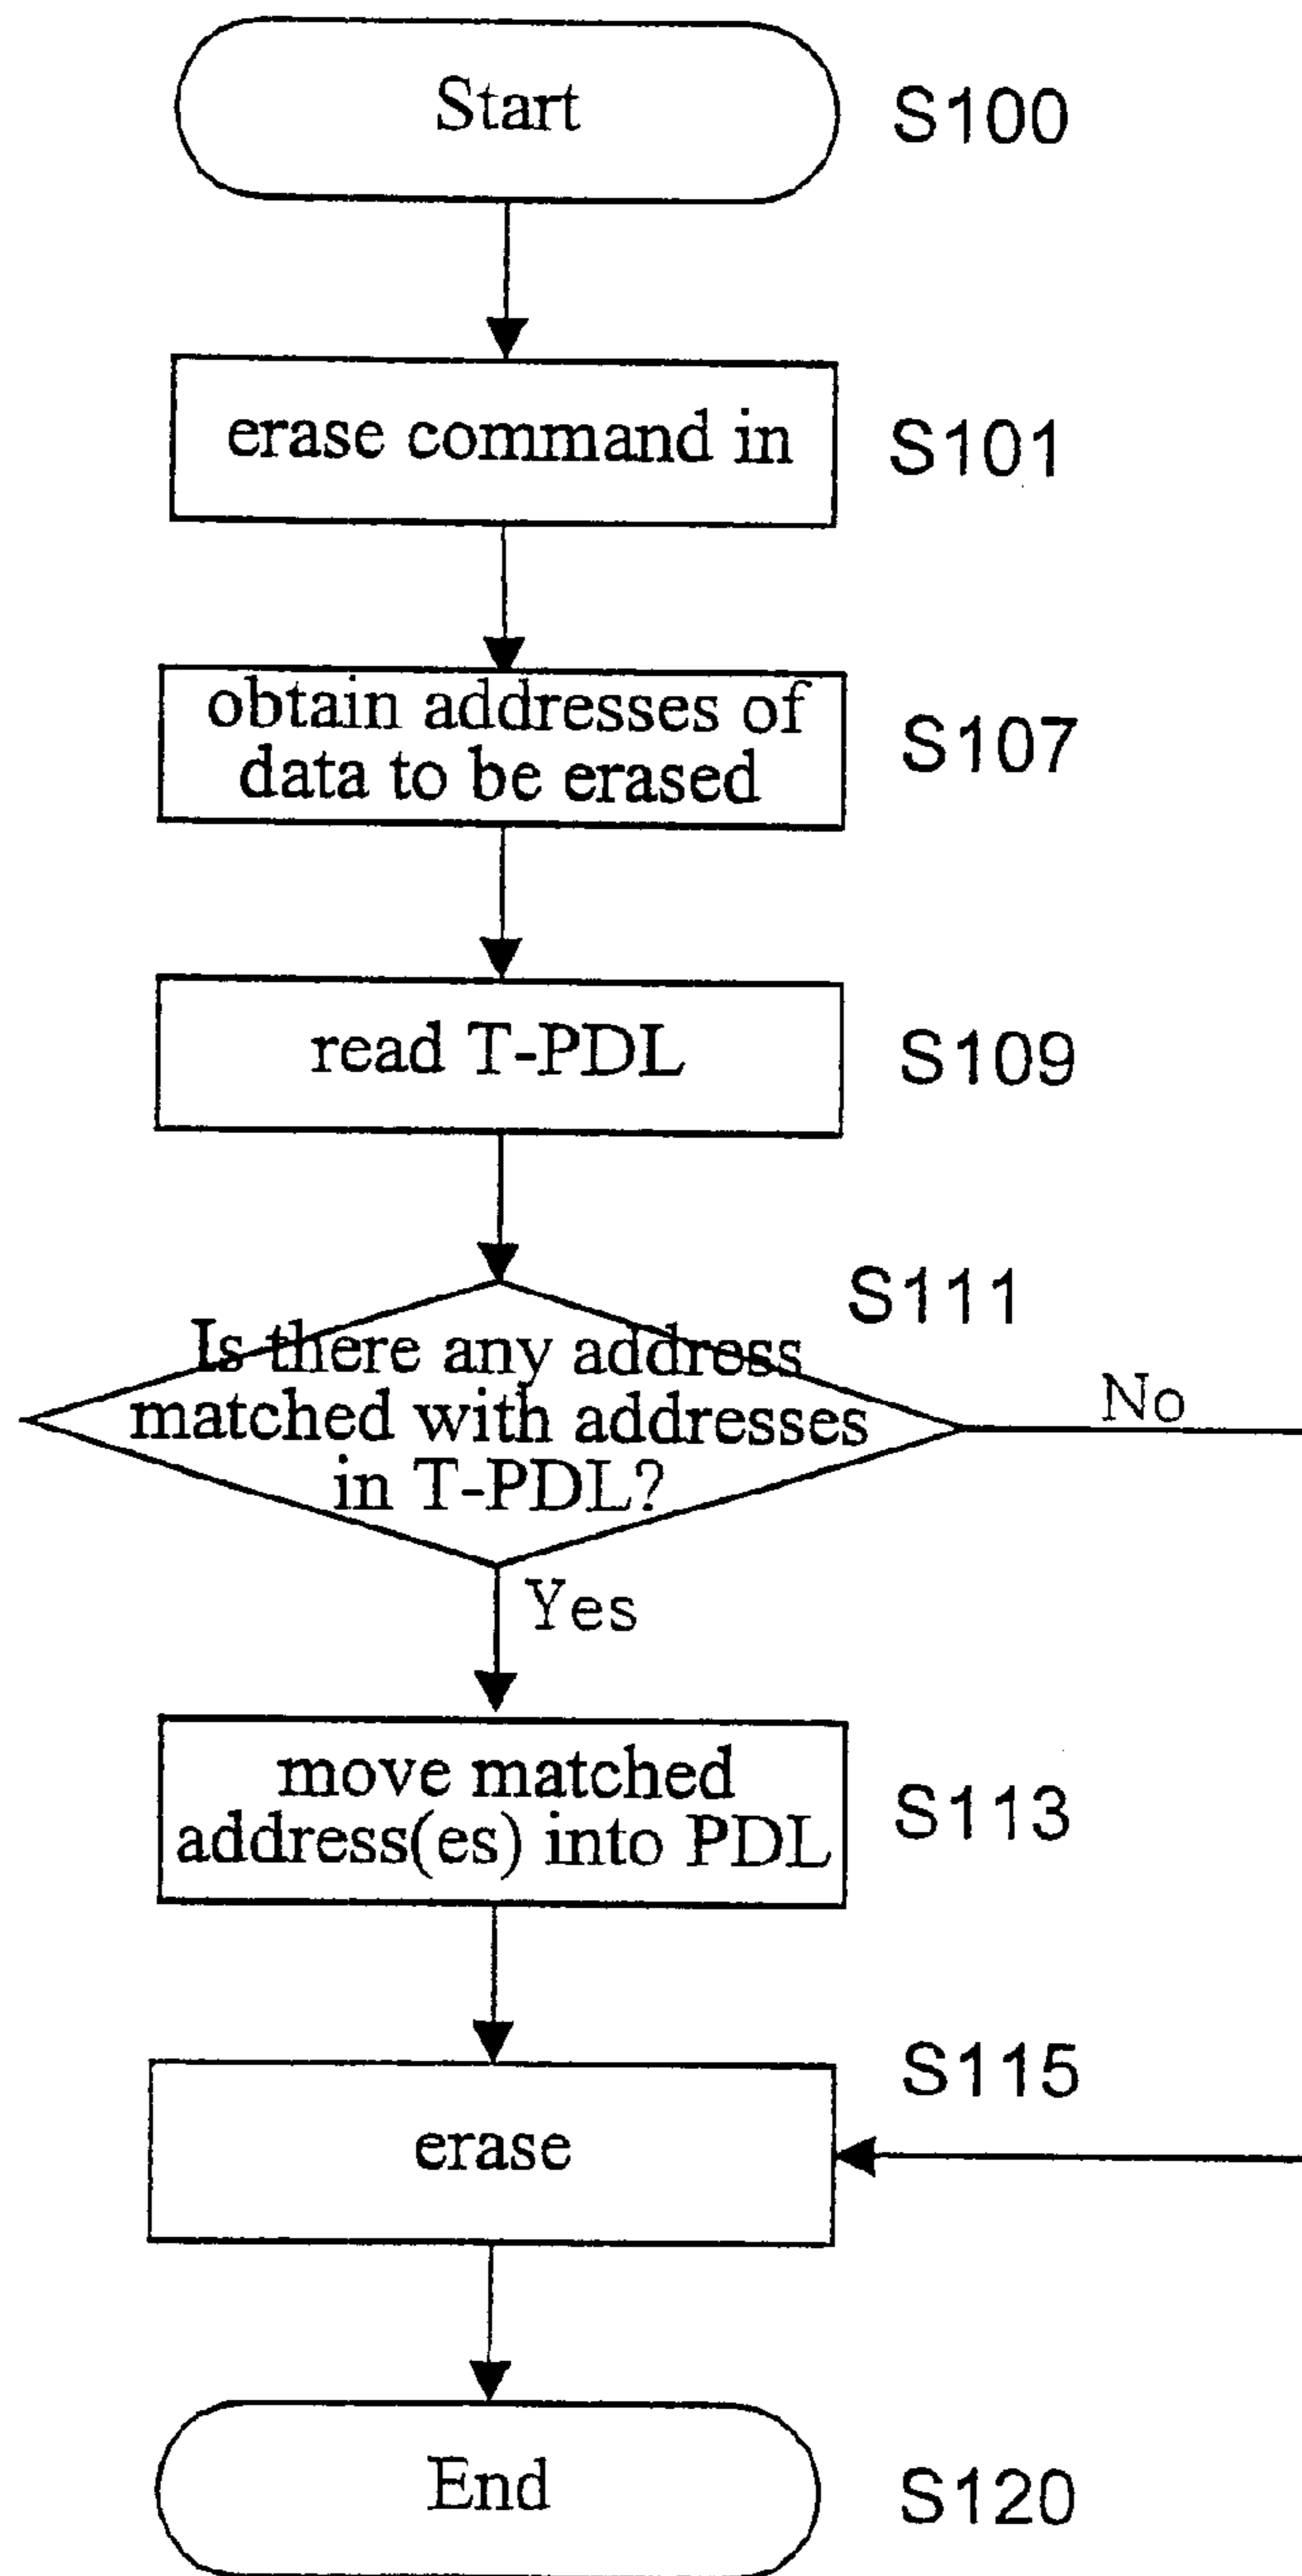 Start
S100
erase command in
S101
obtain addresses of
data to be erased
S107
read T-PDL
S109
S111
Is there any address
matched with addresses
in T-PDL?
No
Yes
move matched
address(es) into PDL
S113
S115
erase
End
S120